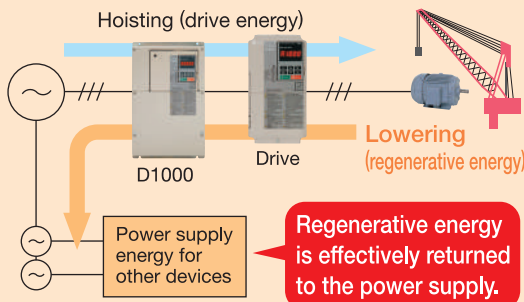 Hoisting (drive energy)
D1000
Drive
Lowering
(regenerative energy)
Power supply
energy for
other devices
Regenerative energy
is effectively returned
to the power supply.